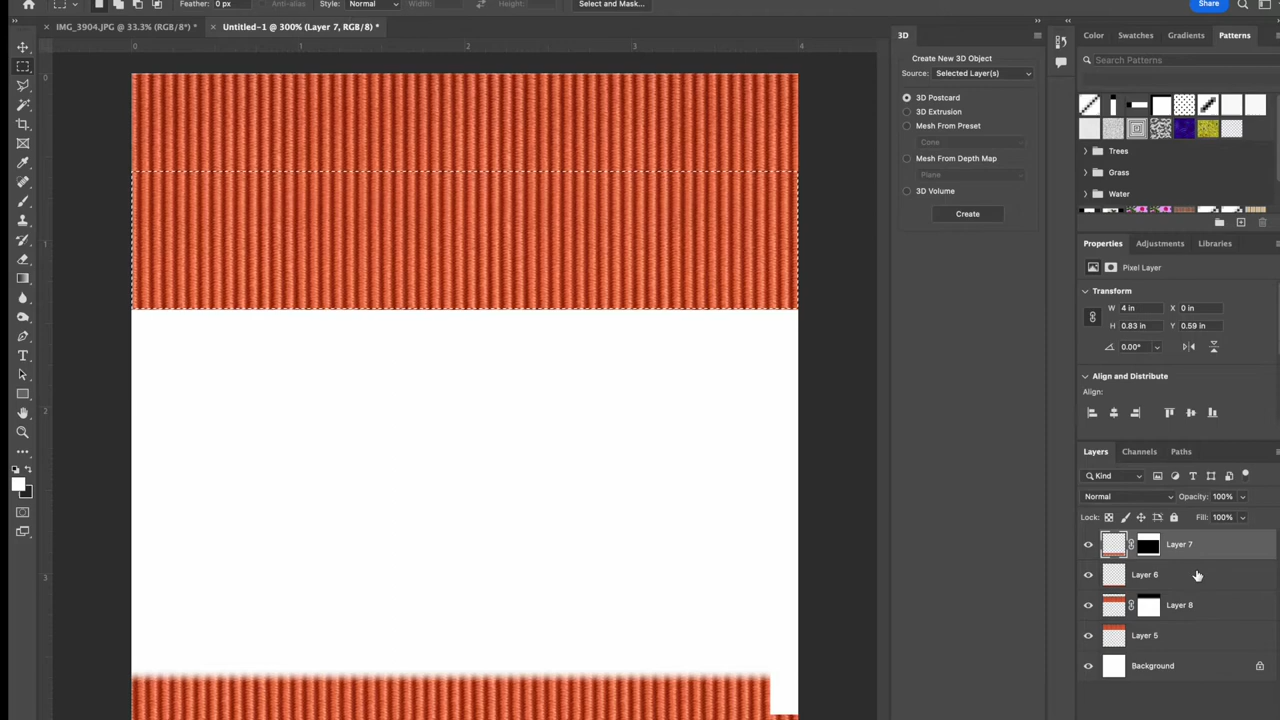 Feather: 0 px Anti-alias Style: Normal Width: Height: Select and Mask... Share
× IMG_3904.JPG @ 33.3% (RGB/8*) * × Untitled-1 @ 300% (Layer 7, RGB/8) *
0 1 2 3 4
0
1
2
3
3D
Create New 3D Object
Source: Selected Layer(s)
3D Postcard
3D Extrusion
Mesh From Preset
Cone
Mesh From Depth Map
Plane
3D Volume
Create
Color Swatches Gradients Patterns
Search Patterns
Trees
Grass
Water
Properties Adjustments Libraries
Pixel Layer
Transform
W 4 in X 0 in
H 0.83 in Y 0.59 in
0.00°
Align and Distribute
Align:
Layers Channels Paths
Kind
Normal Opacity: 100%
Lock: Fill: 100%
Layer 7
Layer 6
Layer 8
Layer 5
Background